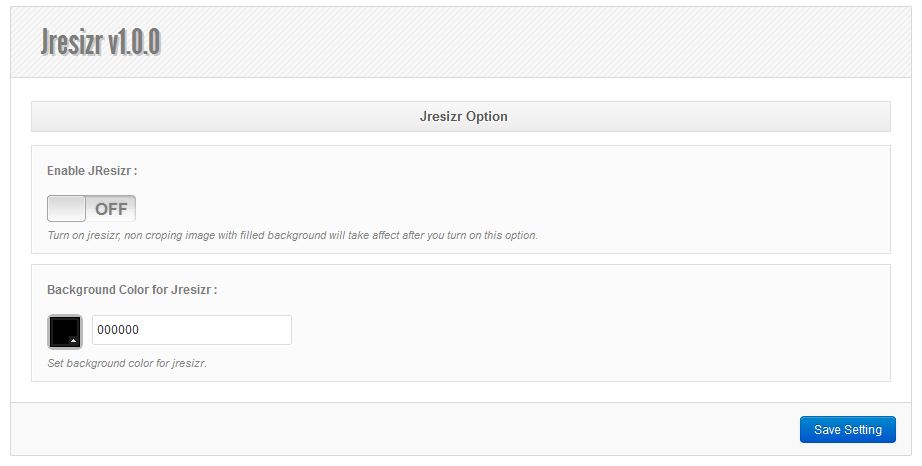 Jresizr v1.0.0
Jresizr Option
Enable JResizr :
OFF
Turn on jresizr, non croping image with filled background will take affect after you turn on this option.
Background Color for Jresizr :
000000
Set background color for jresizr.
Save Setting